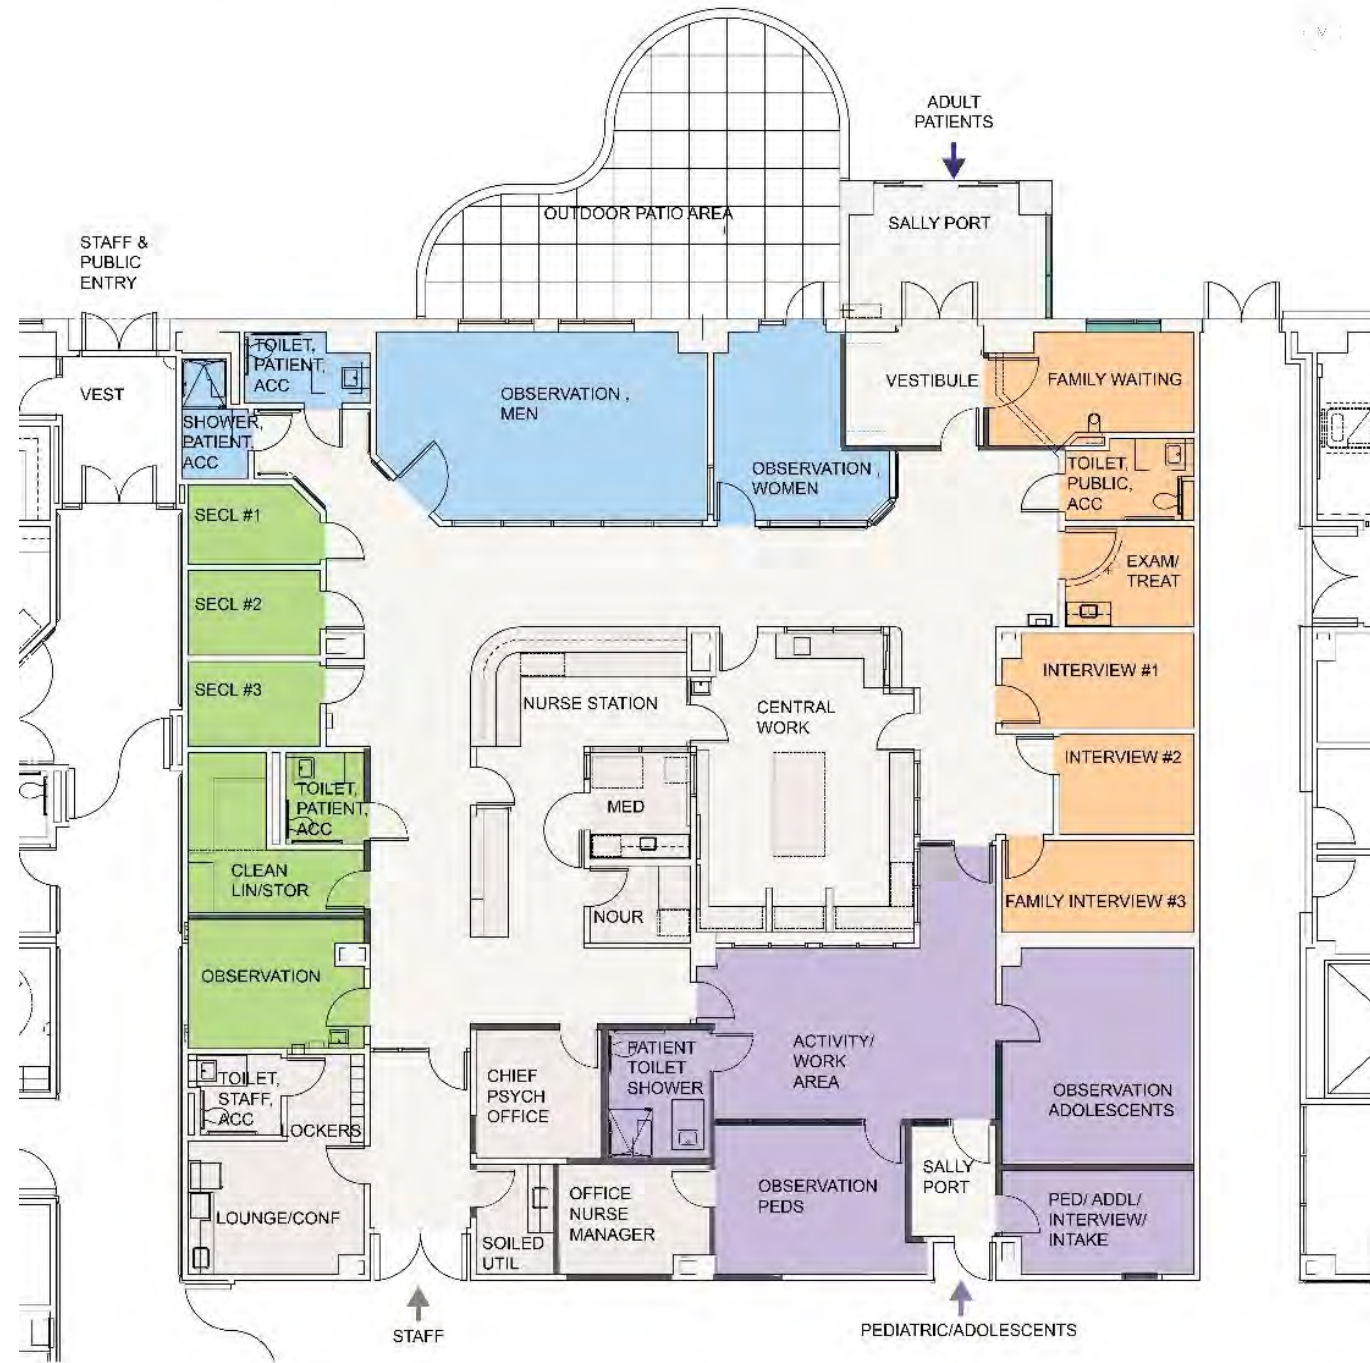 ADULT
PATIENTS
OUTDOOR PATIO AREA
SALLY PORT
STAFF &
PUBLIC
ENTRY
TOILET,
PATIENT,
ACC
VEST
OBSERVATION ,
MEN
VESTIBULE
FAMILY WAITING
SHOWER,
PATIENT,
ACC
OBSERVATION ,
WOMEN
TOILET,
PUBLIC,
ACC
SECL #1
EXAM/
TREAT
SECL #2
SECL #3
NURSE STATION
CENTRAL
WORK
INTERVIEW #1
INTERVIEW #2
TOILET,
PATIENT,
ACC
MED
CLEAN
LIN/STOR
NOUR
FAMILY INTERVIEW #3
OBSERVATION
TOILET,
STAFF,
ACC
LOCKERS
CHIEF
PSYCH
OFFICE
PATIENT
TOILET
SHOWER
ACTIVITY/
WORK
AREA
OBSERVATION
ADOLESCENTS
LOUNGE/CONF
SOILED
UTIL
OFFICE
NURSE
MANAGER
OBSERVATION
PEDS
SALLY
PORT
PED/ ADDL/
INTERVIEW/
INTAKE
STAFF
PEDIATRIC/ADOLESCENTS